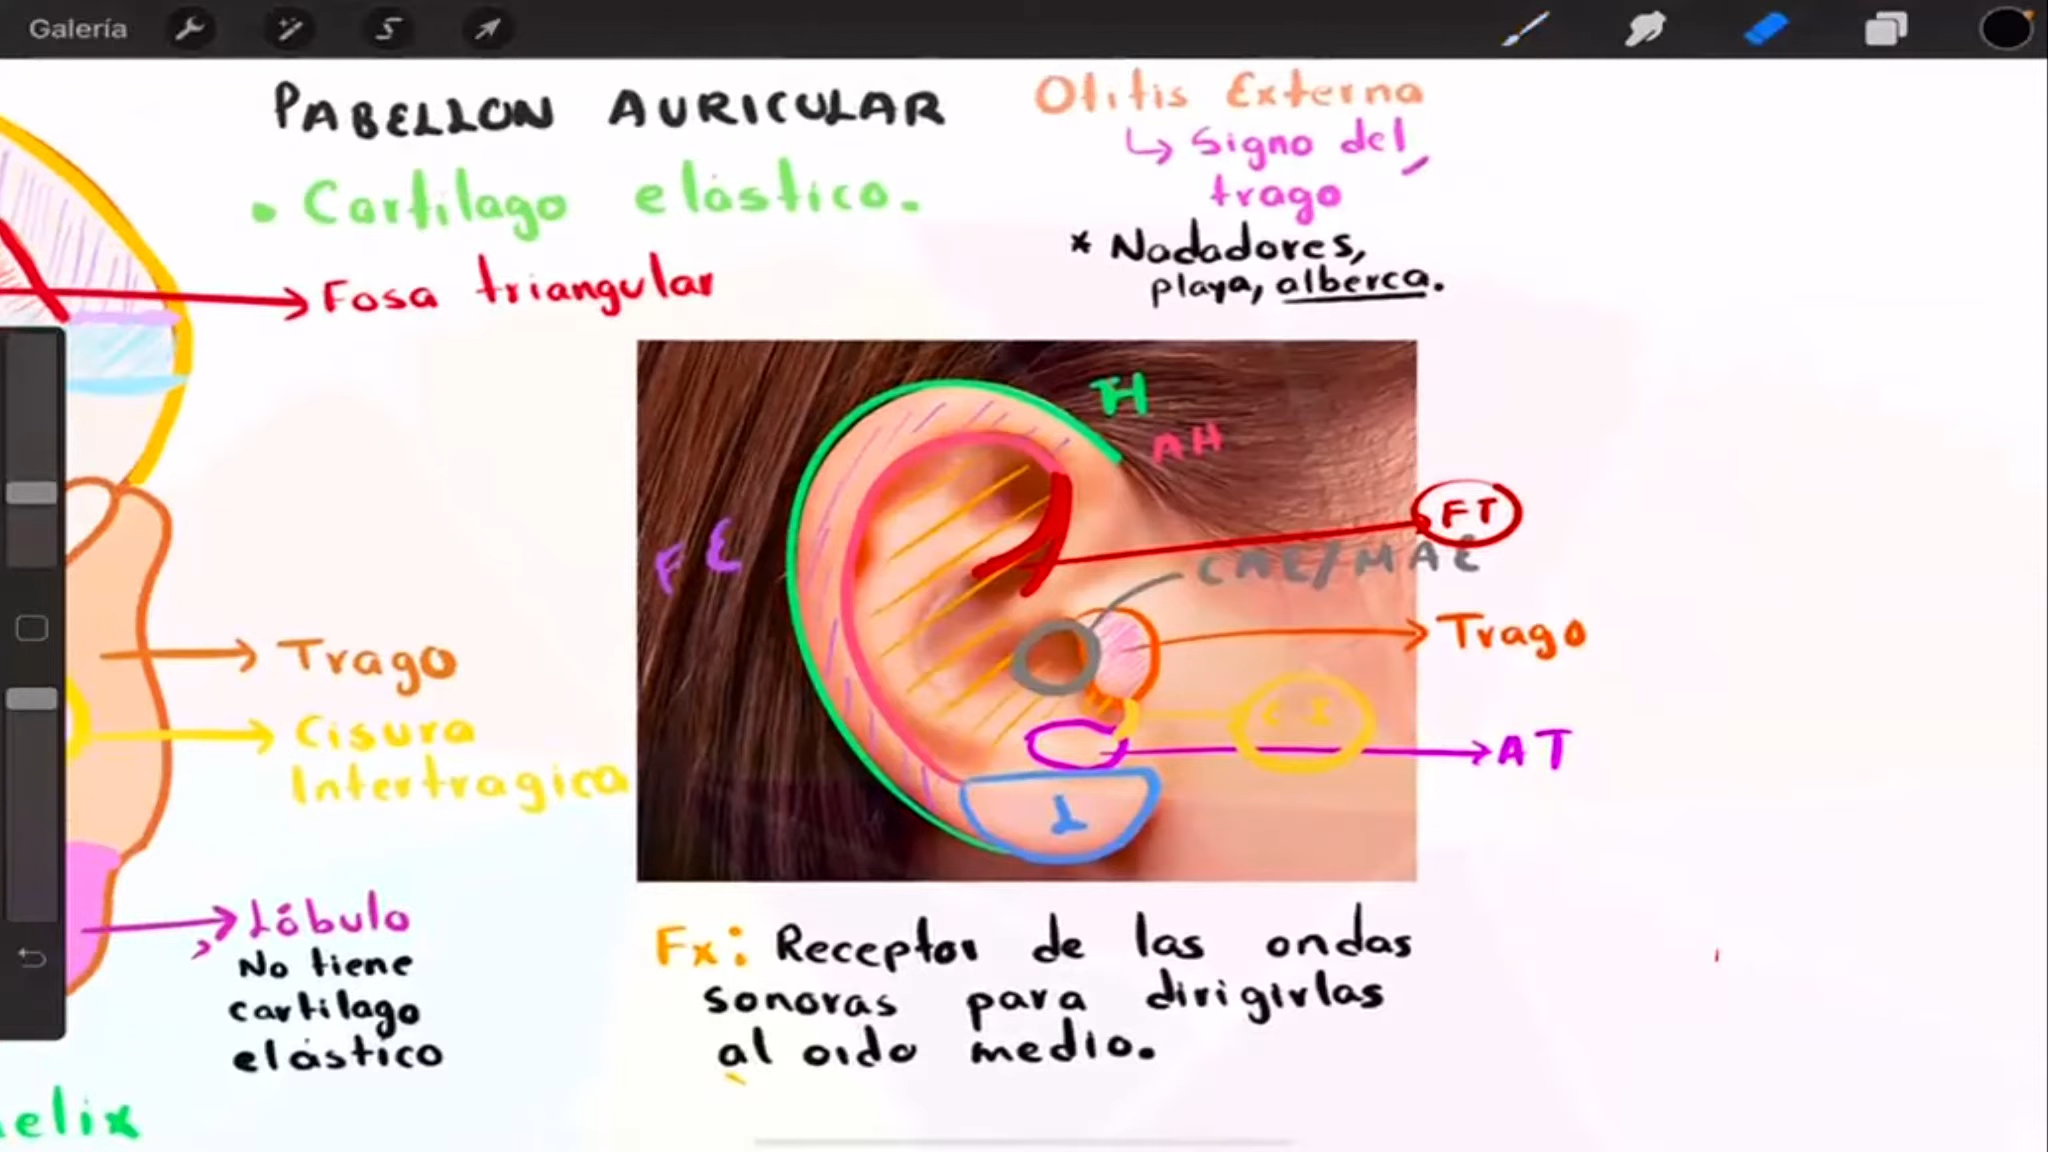 Galería
PABELLON AURICULAR
• Cartilago elástico.
Fosa triangular
Otitis Externa
↳ Signo del
trago
* Nadadores,
playa, alberca.
H
AH
FE
FT
CAE/MAE
Trago
CI
AT
L
Trago
Cisura
Intertragica
Lóbulo
No tiene
cartilago
elástico
Fx: Receptor de las ondas
sonoras para dirigirlas
al oido medio.
elix